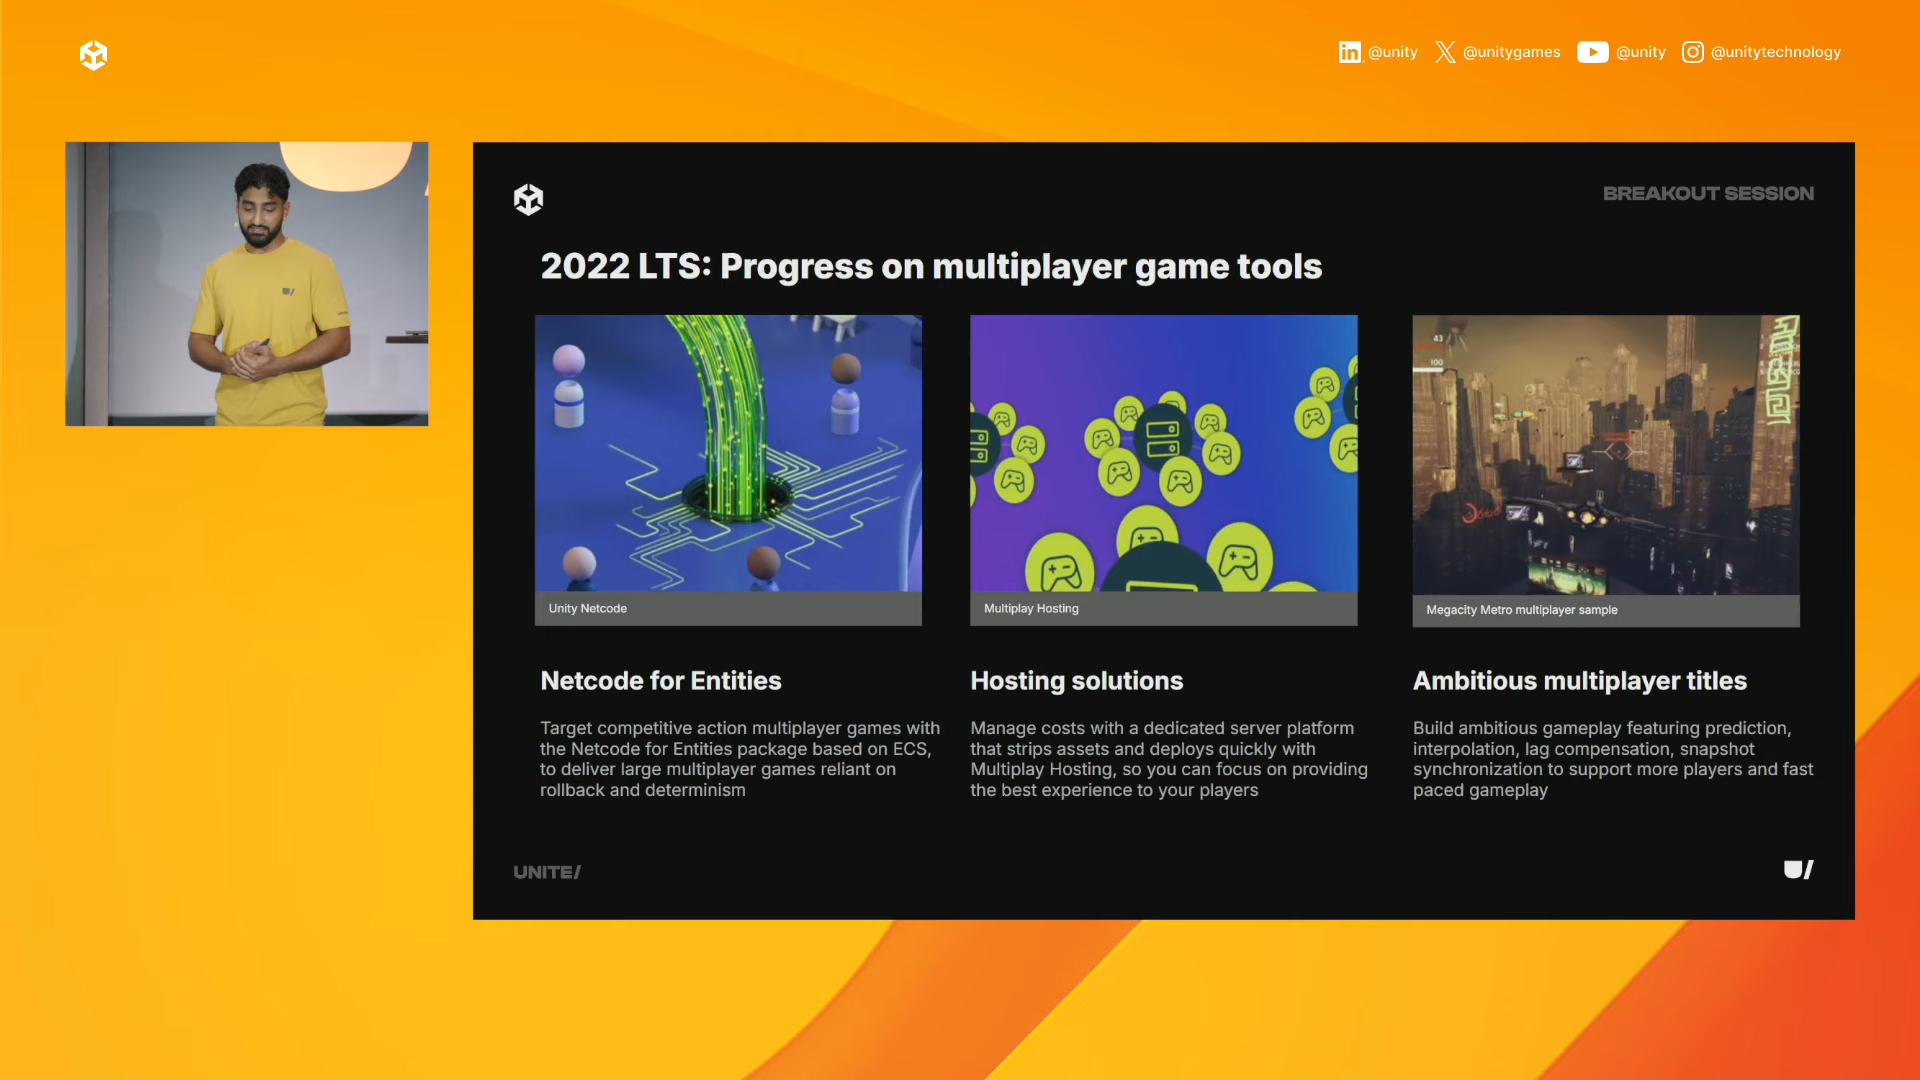 @unity @unitygames @unity @unitytechnology
BREAKOUT SESSION
2022 LTS: Progress on multiplayer game tools
43
100
Unity Netcode
Multiplay Hosting
Megacity Metro multiplayer sample
Netcode for Entities
Target competitive action multiplayer games with
the Netcode for Entities package based on ECS,
to deliver large multiplayer games reliant on
rollback and determinism
Hosting solutions
Manage costs with a dedicated server platform
that strips assets and deploys quickly with
Multiplay Hosting, so you can focus on providing
the best experience to your players
Ambitious multiplayer titles
Build ambitious gameplay featuring prediction,
interpolation, lag compensation, snapshot
synchronization to support more players and fast
paced gameplay
UNITE/
U/